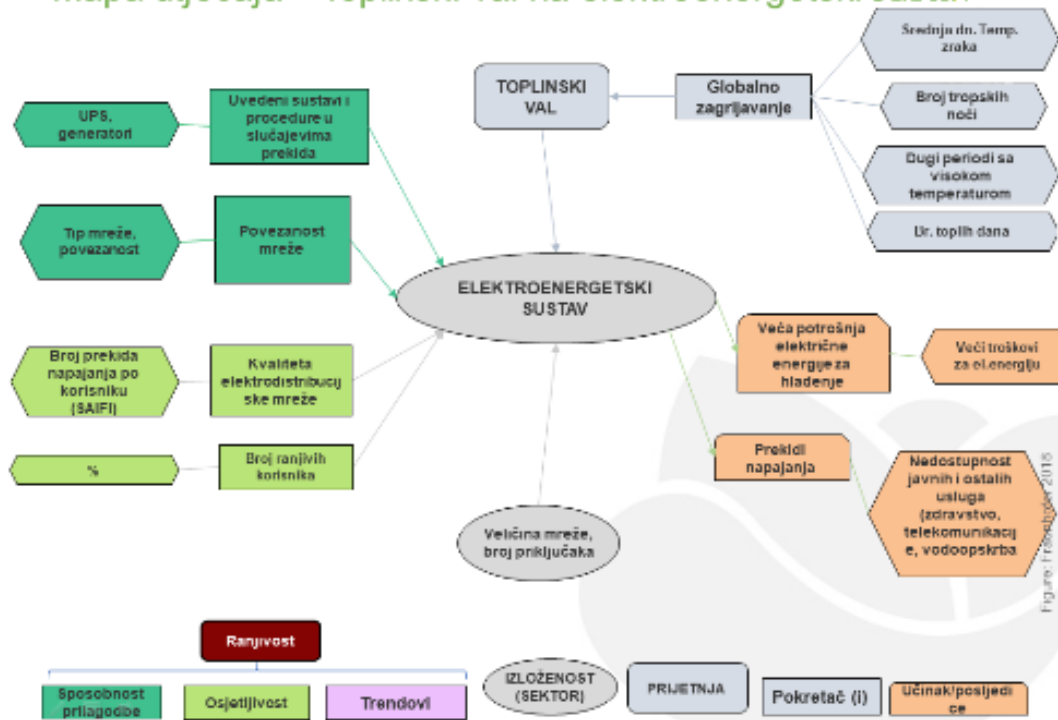 Srednja dn. Temp.
zraka
TOPLINSKI
VAL
Globalno
zagrijavanje
UPS,
generatori
Uvedeni sustavi i
procedure u
slučajevima
prekida
Broj tropskih
noći
Dugi periodi sa
visokom
temperaturom
Tip mreže,
povezanost
Povezanost
mreže
Br. toplih dana
ELEKTROENERGETSKI
SUSTAV
Veća potrošnja
električne
energije za
hlađenje
Veći troškovi
za el.energiju
Broj prekida
napajanja po
korisniku
(SAIFI)
Kvaliteta
elektrodistribucij
ske mreže
%
Broj ranjivih
korisnika
Prekidi
napajanja
Nedostupnost
javnih i ostalih
usluga
(zdravstvo,
telekomunikacij
e, vodoopskrba
Veličina mreže,
broj priključaka
Ranjivost
Sposobnost
prilagodbe
Osjetljivost
Trendovi
IZLOŽENOST
(SEKTOR)
PRIJETNJA
Pokretač (i)
Učinak/posljedi
ce